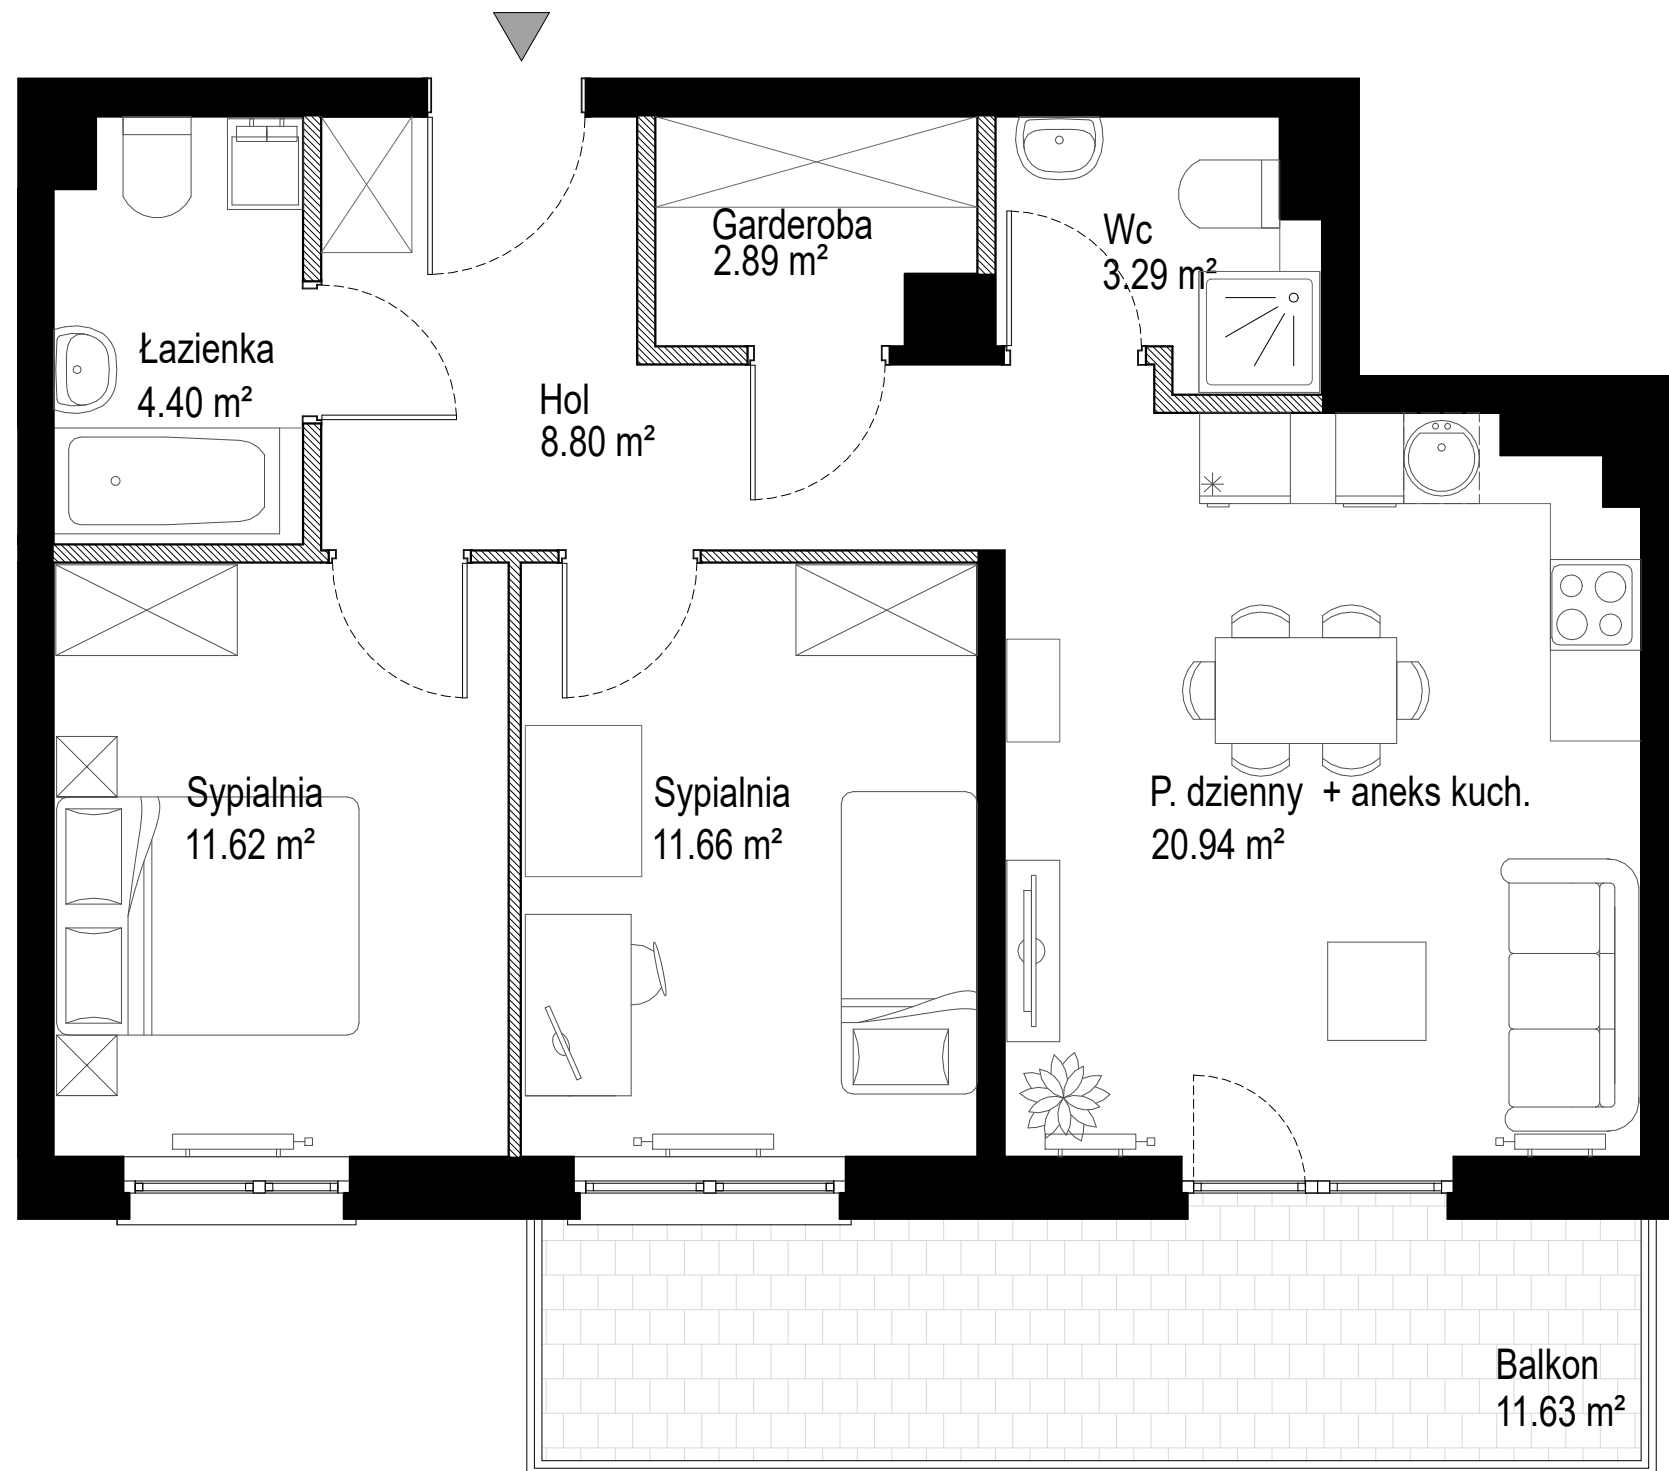 Garderoba
2.89 m²
Wc
3.29 m²
Łazienka
4.40 m²
Hol
8.80 m²
Sypialnia
11.62 m²
Sypialnia
11.66 m²
P. dzienny + aneks kuch.
20.94 m²
Balkon
11.63 m²